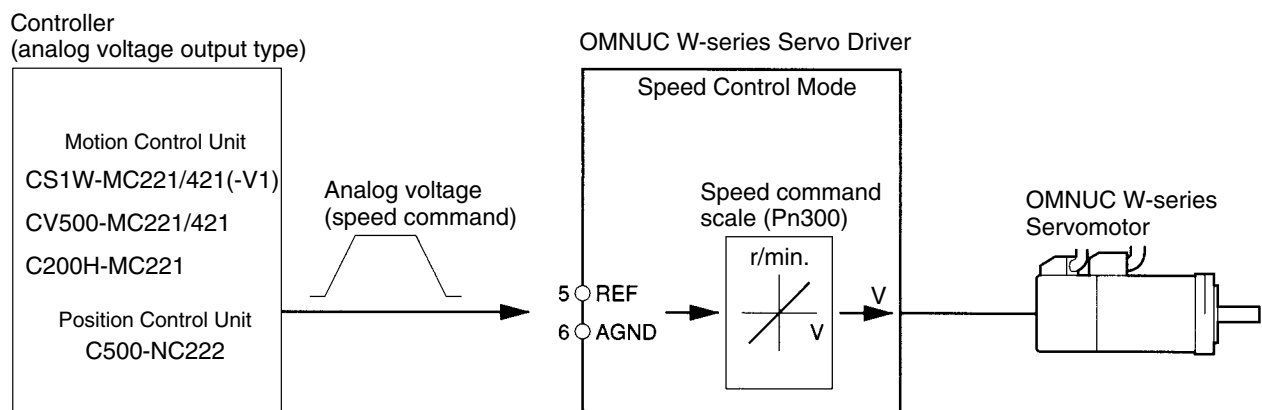 Controller
(analog voltage output type)
Motion Control Unit
CS1W-MC221/421(-V1)
CV500-MC221/421
C200H-MC221
Position Control Unit
C500-NC222
Analog voltage
(speed command)
OMNUC W-series Servo Driver
Speed Control Mode
5 REF
6 AGND
Speed command
scale (Pn300)
r/min.
V
V
OMNUC W-series
Servomotor